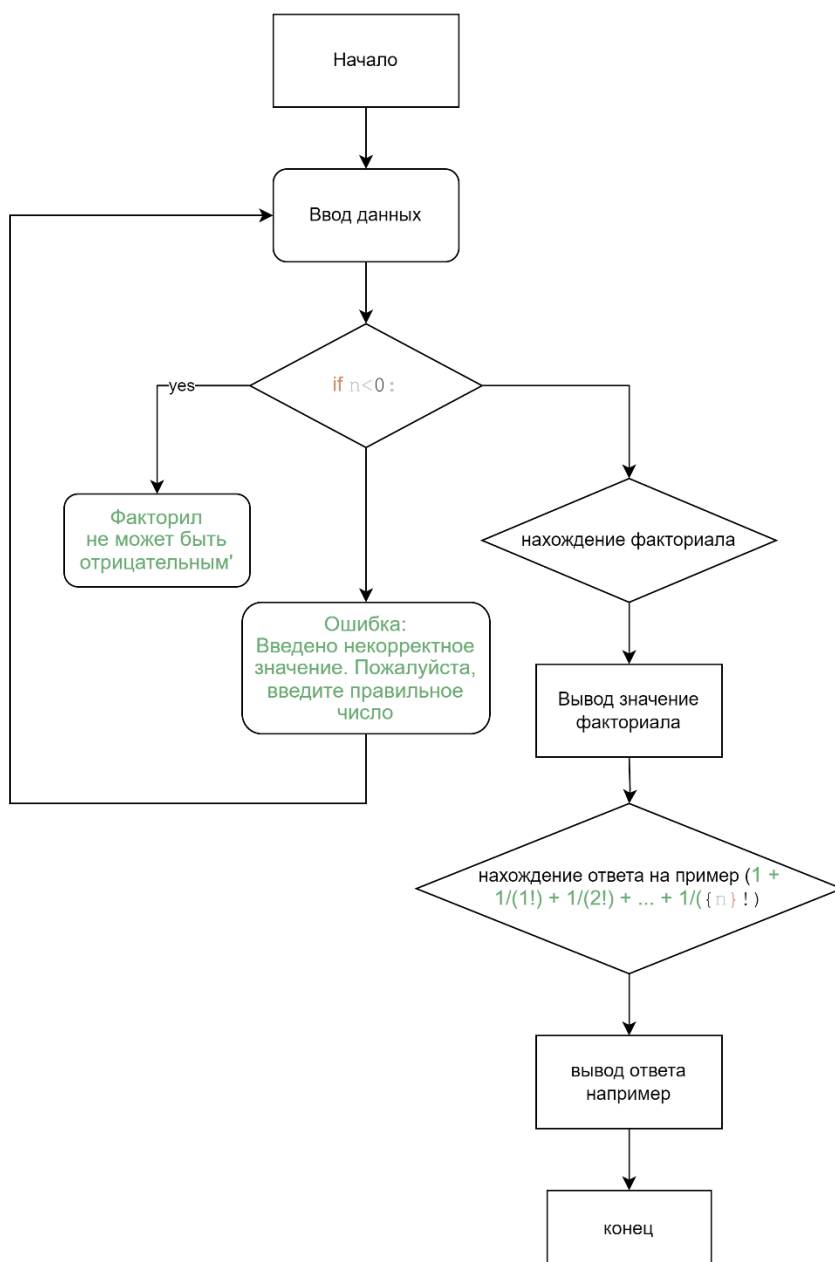 Начало
Ввод данных
if n<0:
yes
Факторил
не может быть
отрицательным'
нахождение факториала
Ошибка:
Введено некорректное
значение. Пожалуйста,
введите правильное
число
Вывод значение
факториала
нахождение ответа на пример (1 +
1/(1!) + 1/(2!) + ... + 1/({n}!)
вывод ответа
например
конец